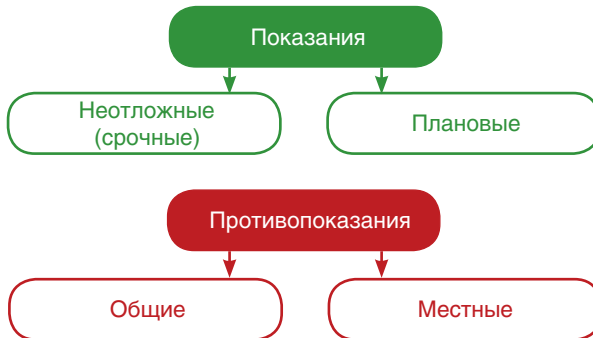 Показания
Неотложные
(срочные)
Плановые
Противопоказания
Общие
Местные